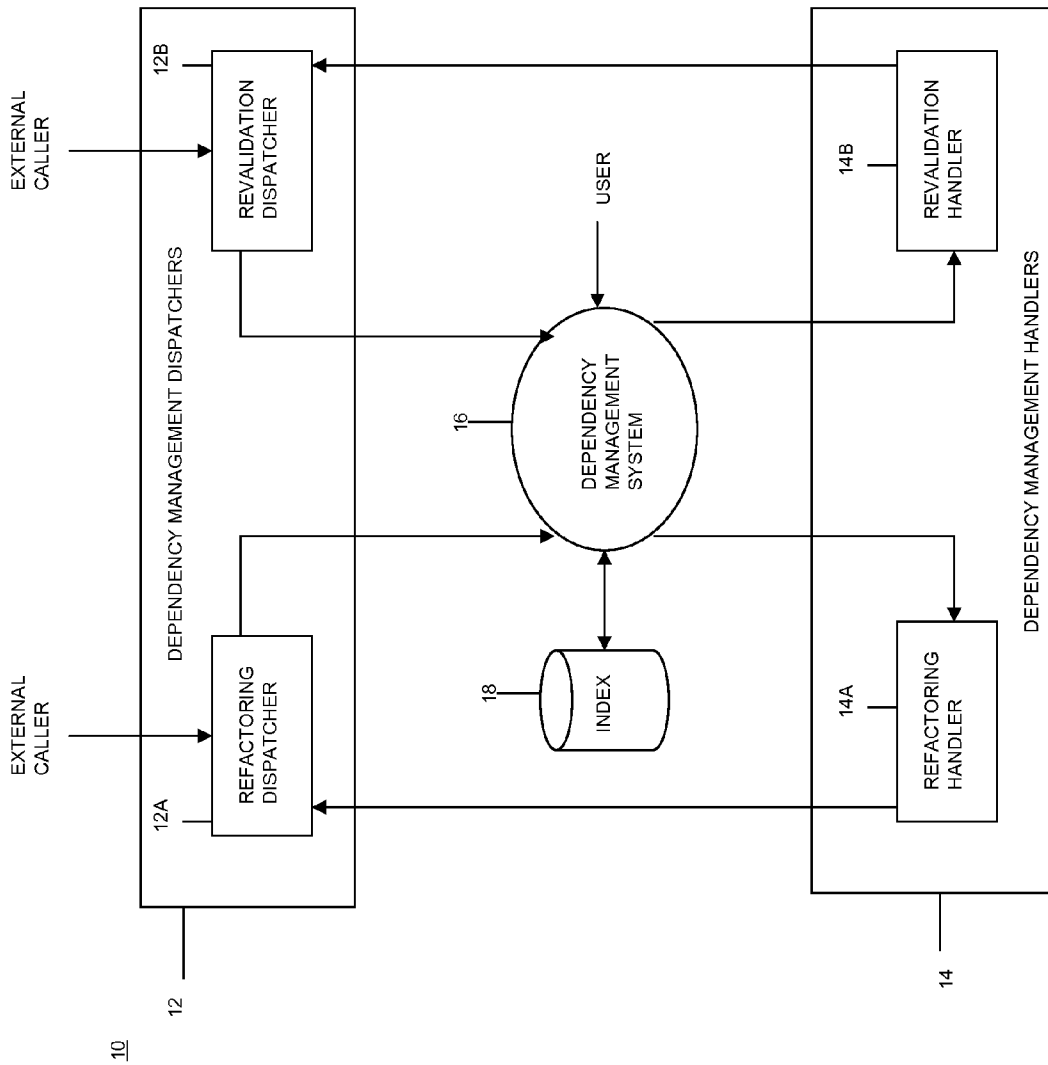 10
12
EXTERNAL
CALLER
EXTERNAL
CALLER
DEPENDENCY MANAGEMENT DISPATCHERS
12A
REFACTORING
DISPATCHER
12B
REVALIDATION
DISPATCHER
16
DEPENDENCY
MANAGEMENT
SYSTEM
USER
18
INDEX
14
14A
REFACTORING
HANDLER
14B
REVALIDATION
HANDLER
DEPENDENCY MANAGEMENT HANDLERS